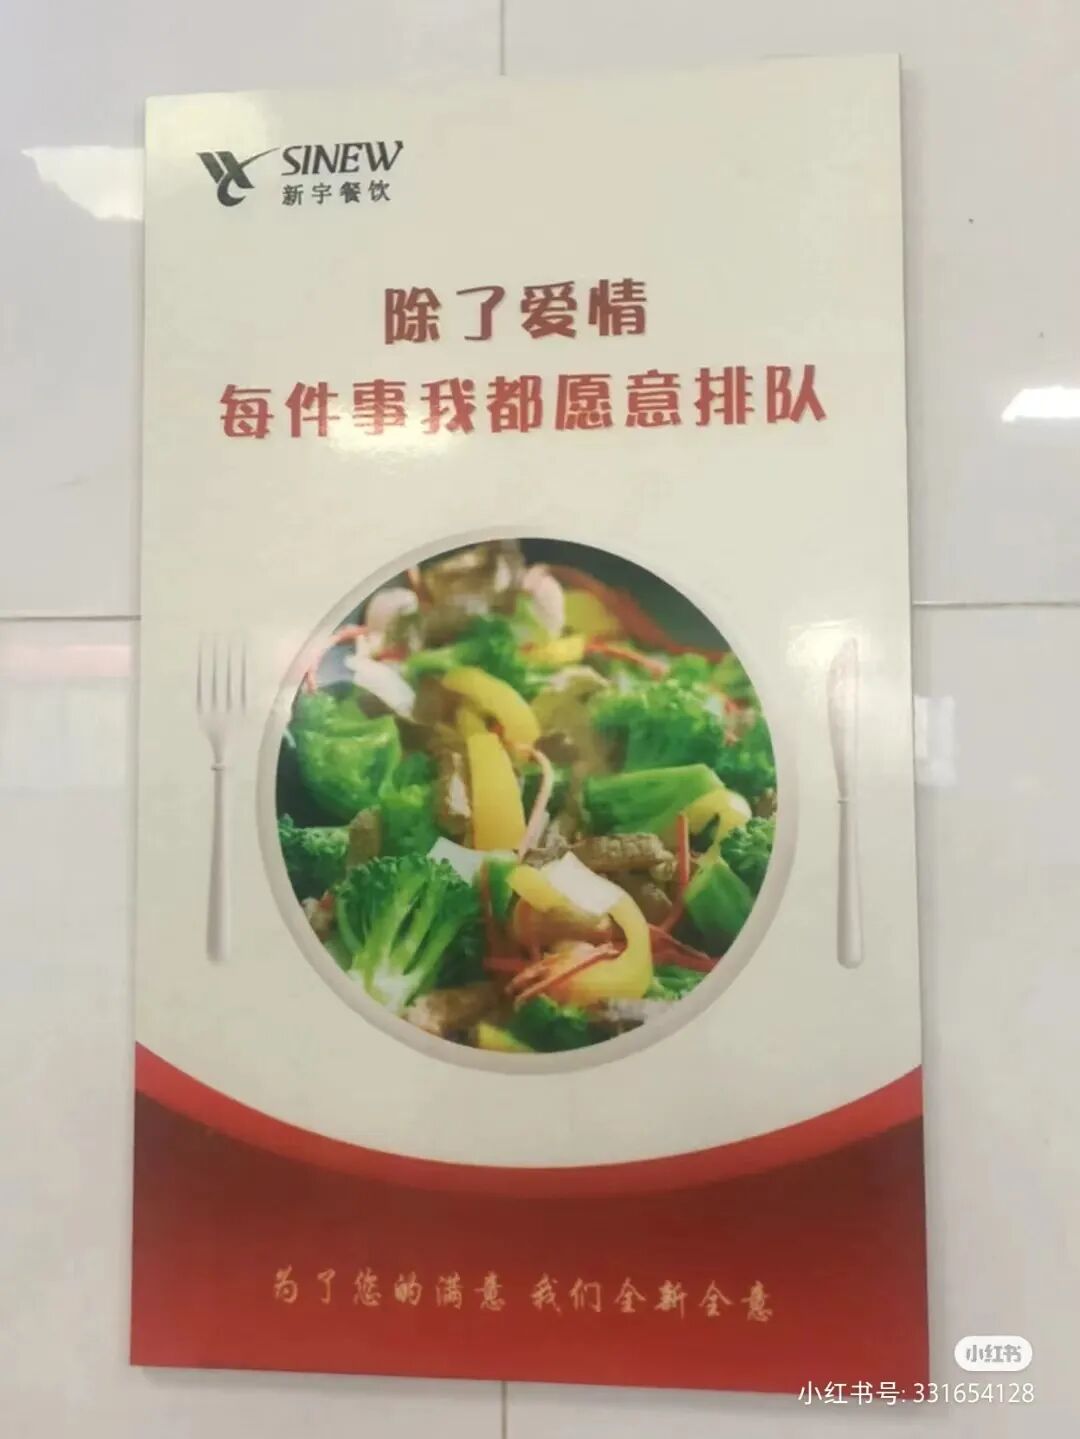 SINEW
新宇餐饮
除了爱情
每件事我都愿意排队
为了您的满意 我们全新全意
小红书
小红书号: 331654128